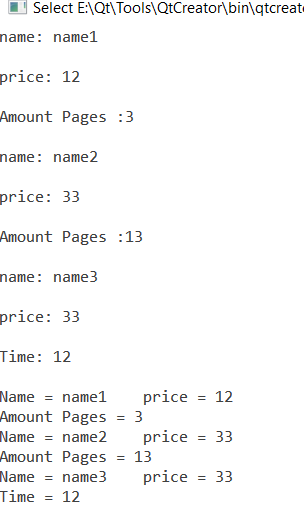 Select E:\Qt\Tools\QtCreator\bin\qtcreat
name: name1
price: 12
Amount Pages :3
name: name2
price: 33
Amount Pages :13
name: name3
price: 33
Time: 12
Name = name1    price = 12
Amount Pages = 3
Name = name2    price = 33
Amount Pages = 13
Name = name3    price = 33
Time = 12